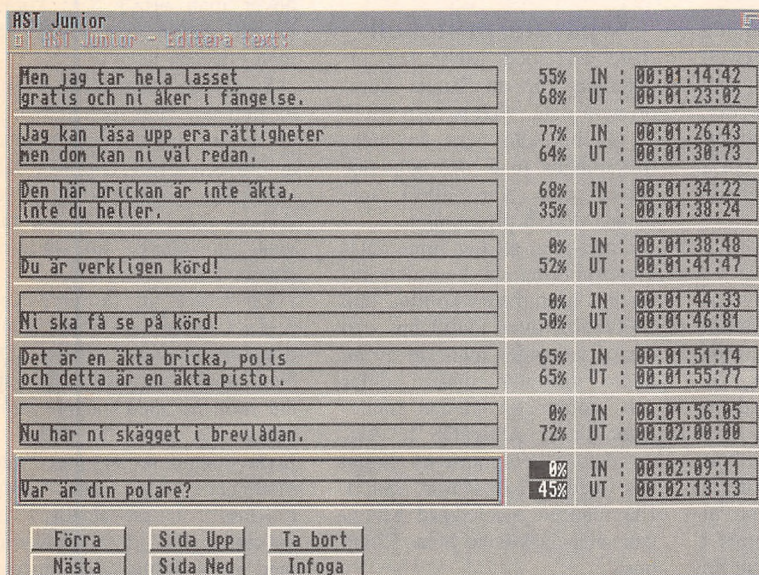 AST Junior
AST Junior - Editera text:
Men jag tar hela lasset 55% IN : 00:01:14:42
gratis och ni åker i fängelse. 68% UT : 00:01:23:02
Jag kan läsa upp era rättigheter 77% IN : 00:01:26:43
men dom kan ni väl redan. 64% UT : 00:01:30:73
Den här brickan är inte äkta, 68% IN : 00:01:34:22
inte du heller. 35% UT : 00:01:38:24
0% IN : 00:01:38:48
Du är verkligen körd! 52% UT : 00:01:41:47
0% IN : 00:01:44:33
Ni ska få se på körd! 50% UT : 00:01:46:81
Det är en äkta bricka, polis 65% IN : 00:01:51:14
och detta är en äkta pistol. 65% UT : 00:01:55:77
0% IN : 00:01:56:05
Nu har ni skägget i brevlådan. 72% UT : 00:02:00:00
0% IN : 00:02:09:11
Var är din polare? 45% UT : 00:02:13:13
Förra Sida Upp Ta bort
Nästa Sida Ned Infoga